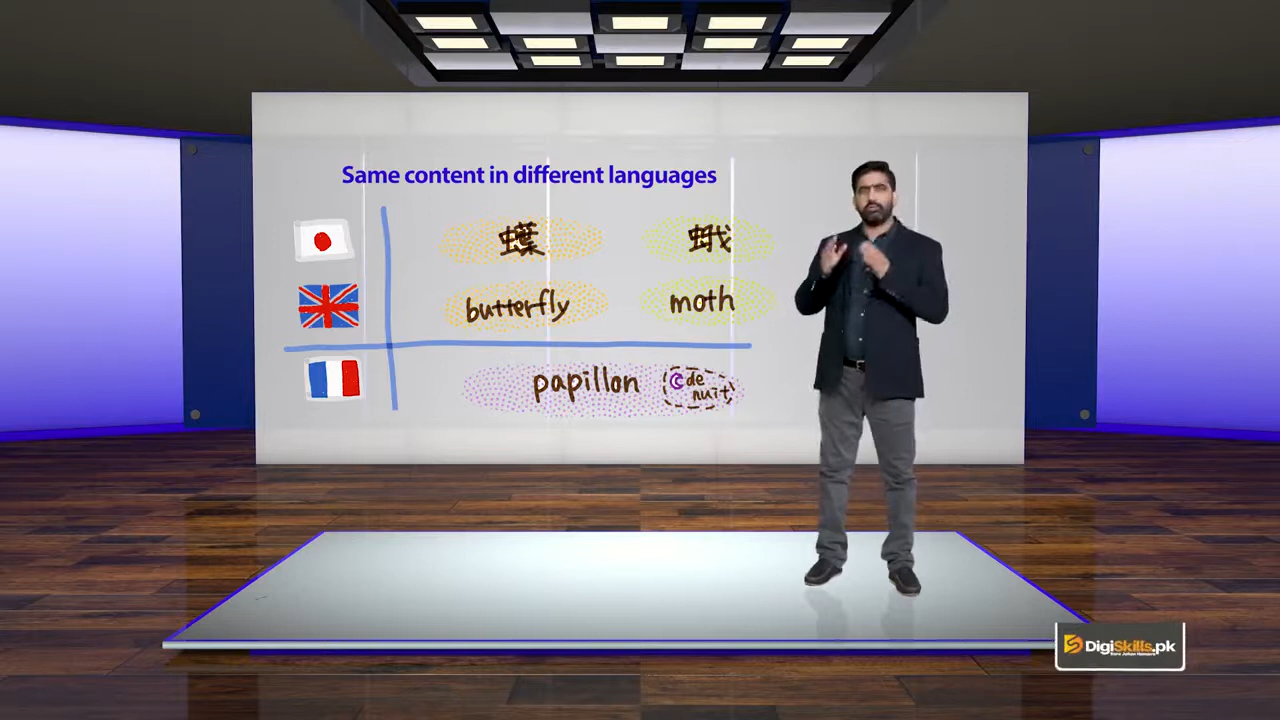 Same content in different languages
蝶 蛾
butterfly moth
papillon de
nuit
DigiSkills.pk